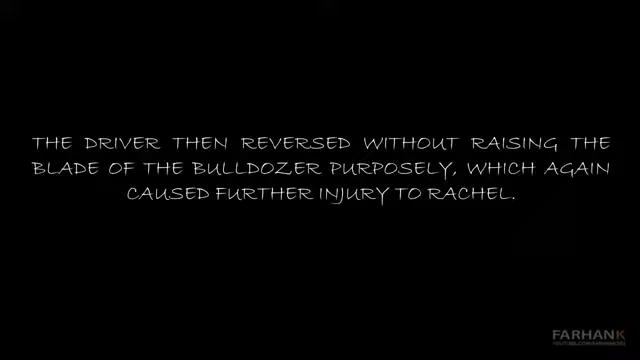 THE DRIVER THEN REVERSED WITHOUT RAISING THE
BLADE OF THE BULLDOZER PURPOSELY, WHICH AGAIN
CAUSED FURTHER INJURY TO RACHEL.
FARHANK